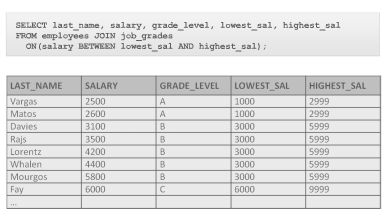 SELECT last_name, salary, grade_level, lowest_sal, highest_sal
FROM employees JOIN job_grades
ON(salary BETWEEN lowest_sal AND highest_sal);
LAST_NAME SALARY GRADE_LEVEL LOWEST_SAL HIGHEST_SAL
Vargas 2500 A 1000 2999
Matos 2600 A 1000 2999
Davies 3100 B 3000 5999
Rajs 3500 B 3000 5999
Lorentz 4200 B 3000 5999
Whalen 4400 B 3000 5999
Mourgos 5800 B 3000 5999
Fay 6000 C 6000 9999
...